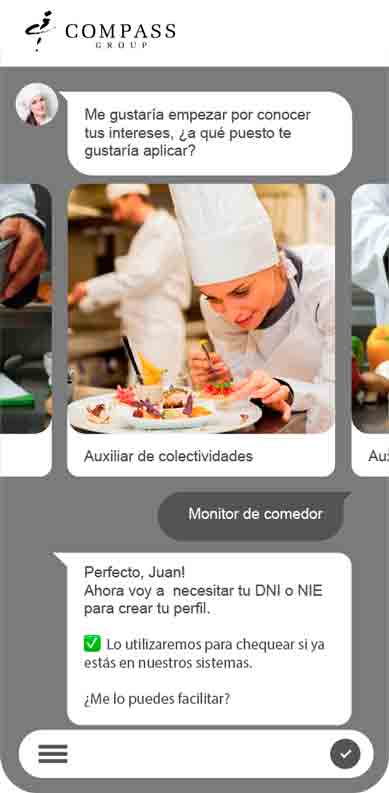 COMPASS
GROUP
Me gustaría empezar por conocer
tus intereses, ¿a qué puesto te
gustaría aplicar?
Auxiliar de colectividades
Monitor de comedor
Perfecto, Juan!
Ahora voy a necesitar tu DNI o NIE
para crear tu perfil.
✅ Lo utilizaremos para chequear si ya
estás en nuestros sistemas.
¿Me lo puedes facilitar?